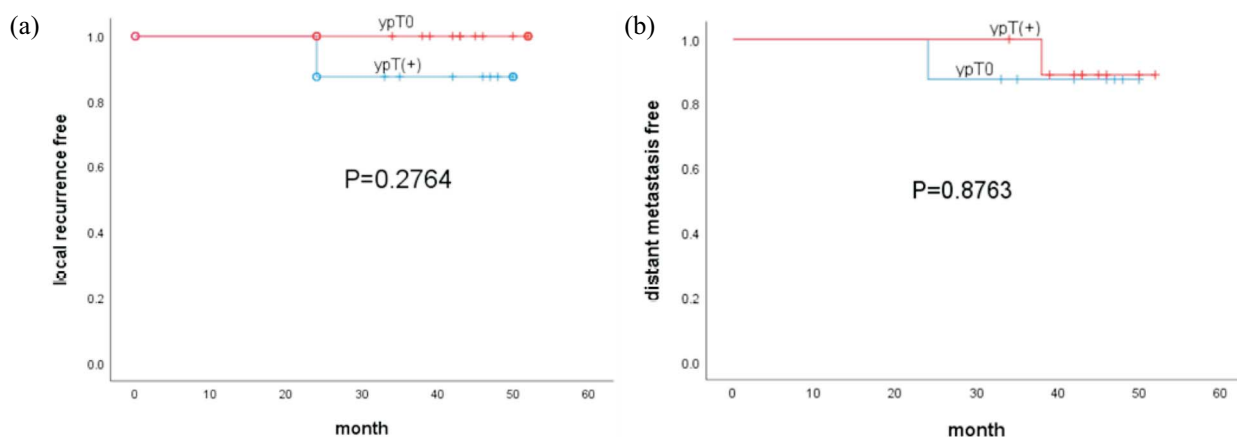 (a)
local recurrence free
1.0
0.8
0.6
0.4
0.2
0.0
ypT0
ypT(+)
P=0.2764
0 10 20 30 40 50 60
month
(b)
distant metastasis free
1.0
0.8
0.6
0.4
0.2
0.0
ypT(+)
ypT0
P=0.8763
0 10 20 30 40 50 60
month